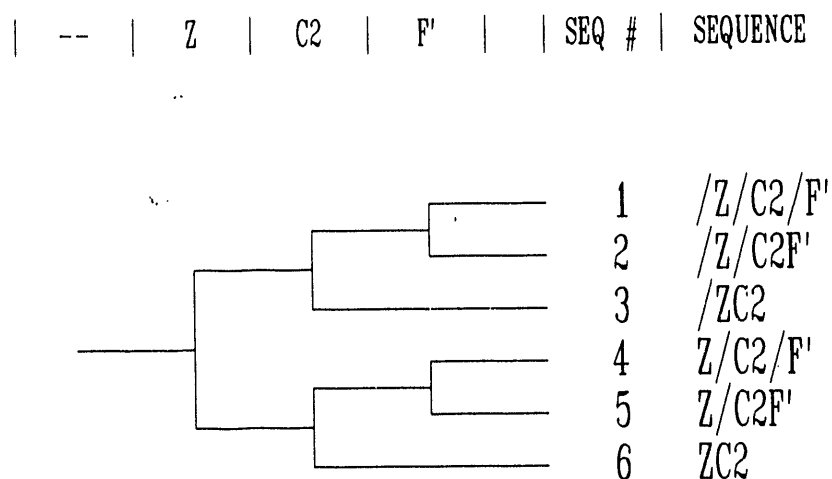 | -- | Z | C2 | F' | | SEQ # | SEQUENCE
1 /Z/C2/F'
2 /Z/C2F'
3 /ZC2
4 Z/C2/F'
5 Z/C2F'
6 ZC2